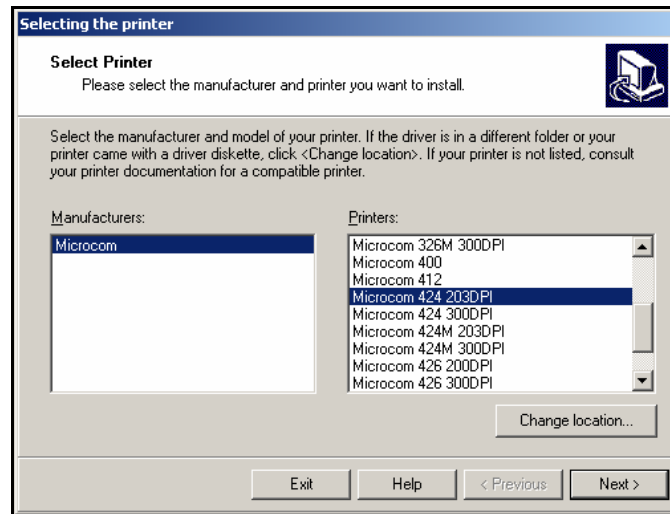 Selecting the printer
Select Printer
Please select the manufacturer and printer you want to install.
Select the manufacturer and model of your printer. If the driver is in a different folder or your
printer came with a driver diskette, click <Change location>. If your printer is not listed, consult
your printer documentation for a compatible printer.
Manufacturers:
Microcom
Printers:
Microcom 326M 300DPI
Microcom 400
Microcom 412
Microcom 424 203DPI
Microcom 424 300DPI
Microcom 424M 203DPI
Microcom 424M 300DPI
Microcom 426 200DPI
Microcom 426 300DPI
Change location...
Exit
Help
< Previous
Next >